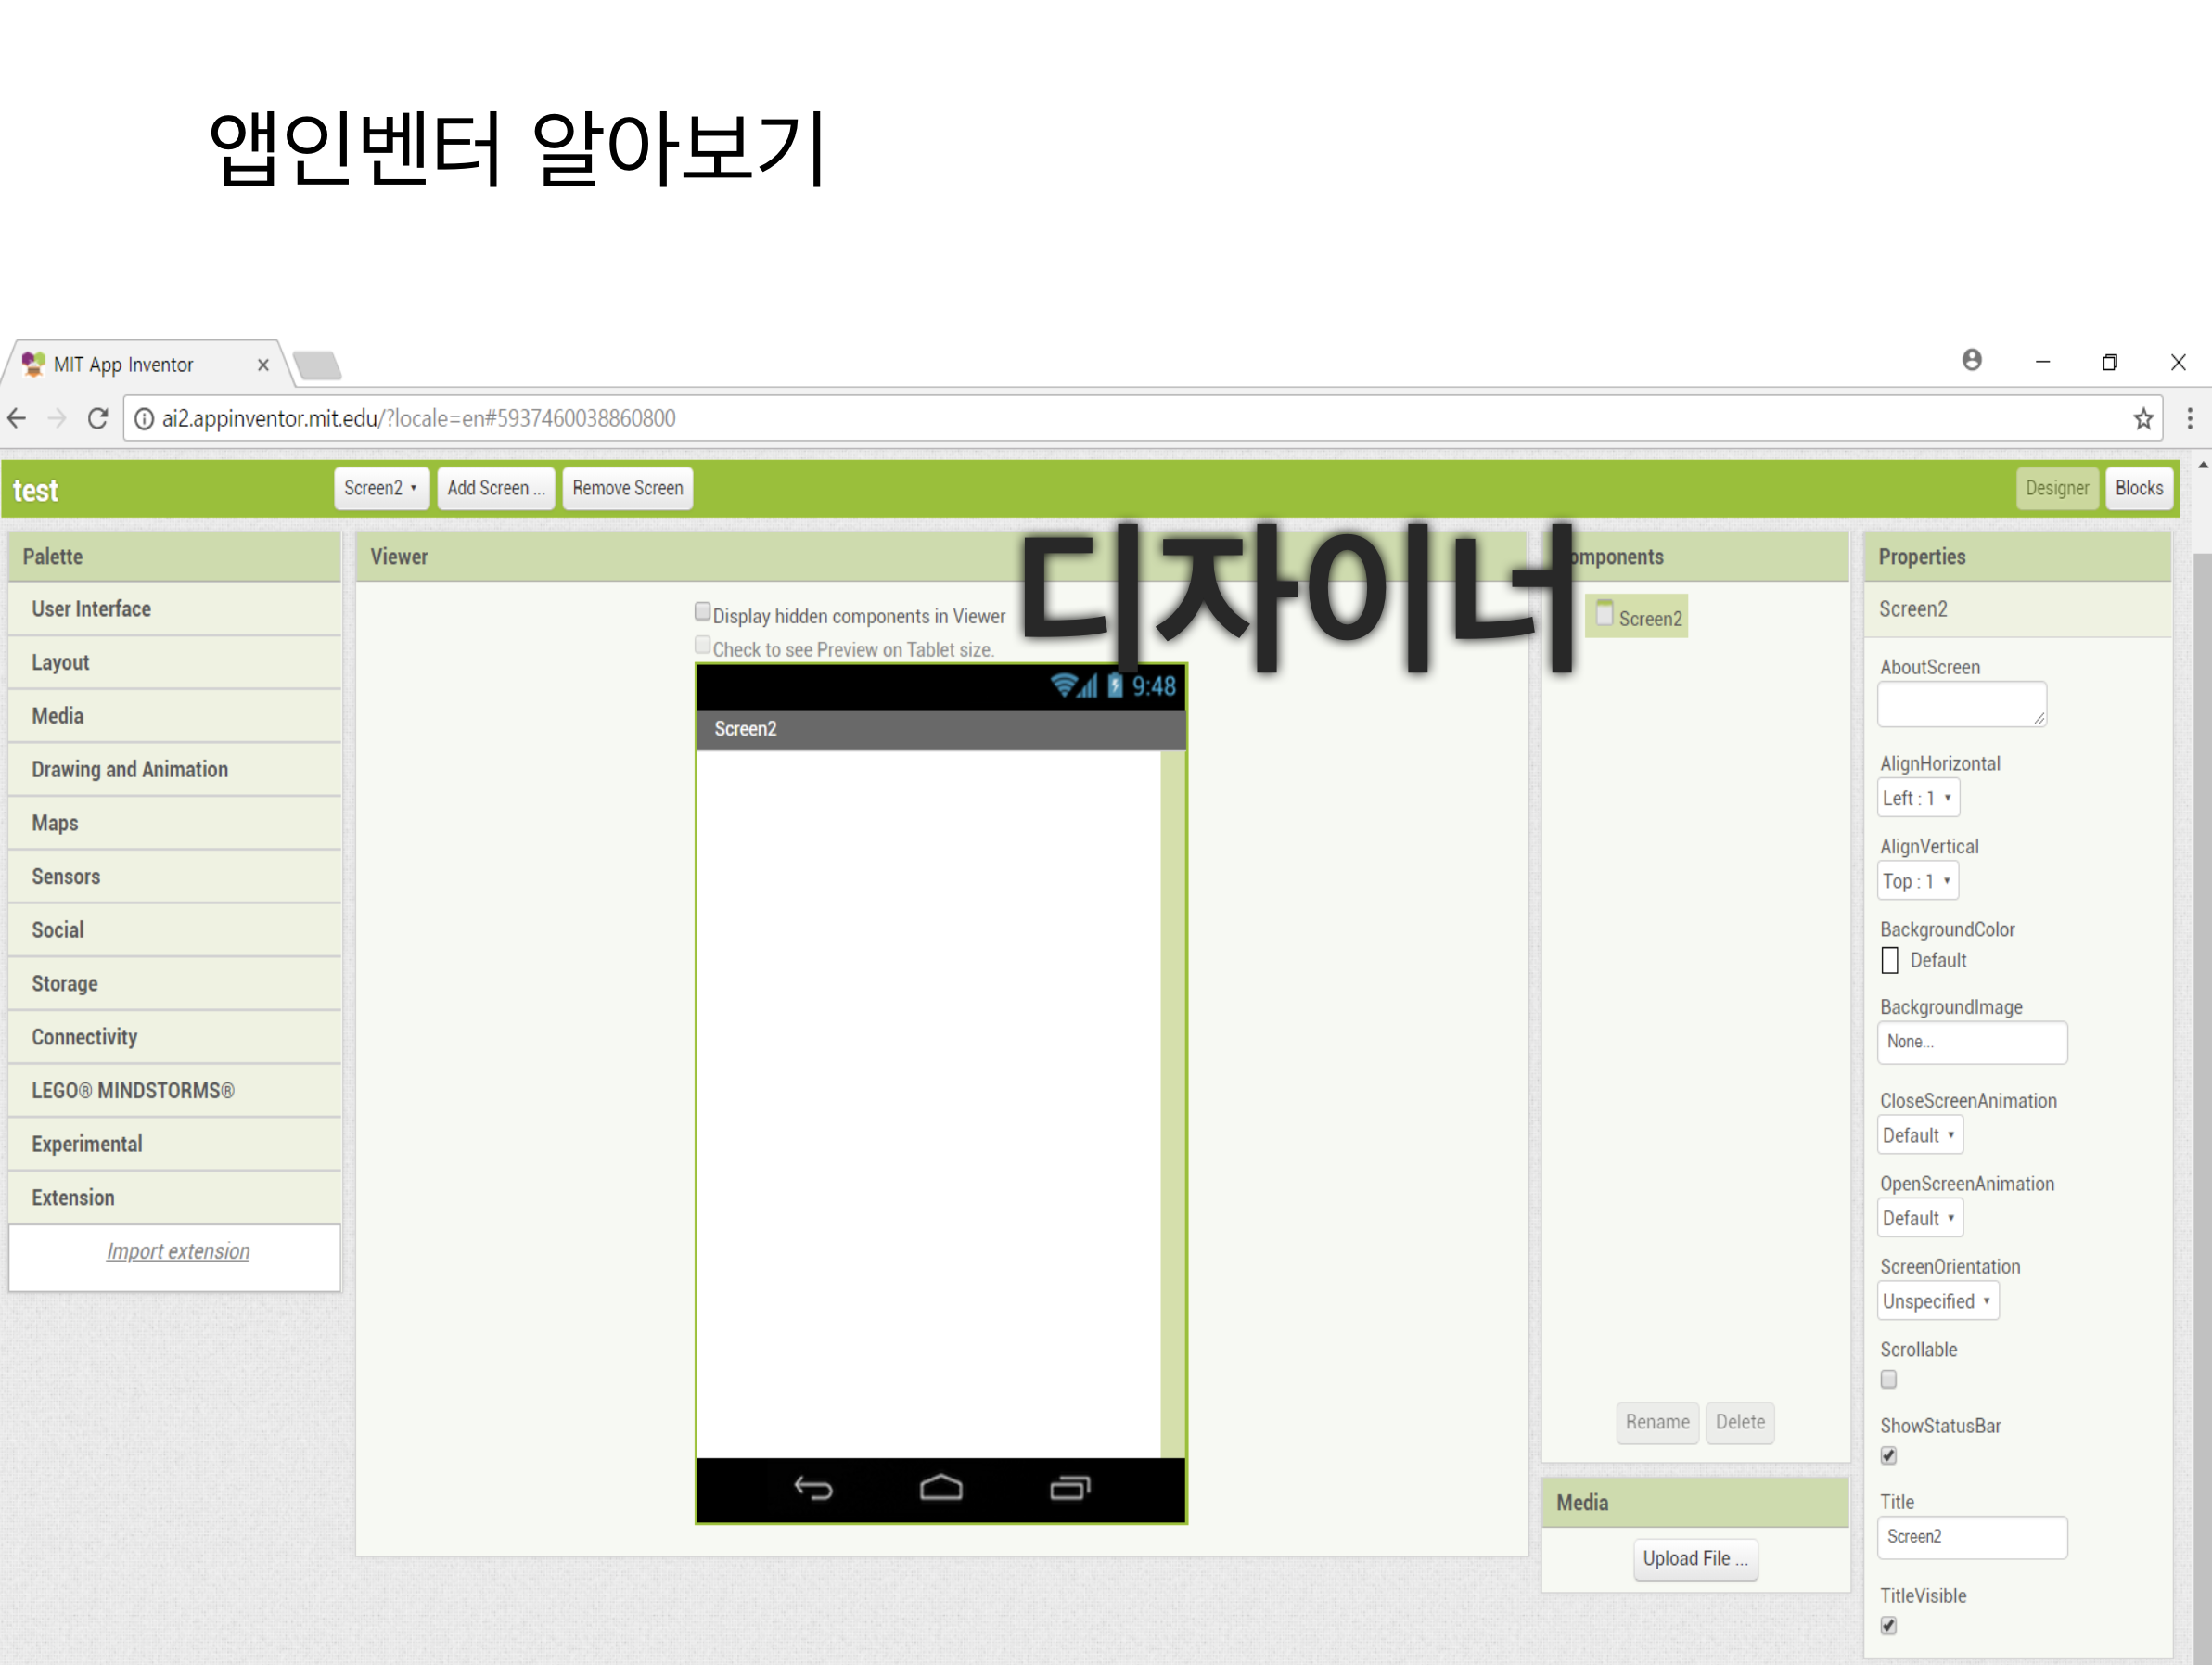 앱인벤터 알아보기
MIT App Inventor
ai2.appinventor.mit.edu/?locale=en#5937460038860800
test
Screen2
Add Screen ...
Remove Screen
Designer
Blocks
디자이너
Palette
User Interface
Layout
Media
Drawing and Animation
Maps
Sensors
Social
Storage
Connectivity
LEGO® MINDSTORMS®
Experimental
Extension
Import extension
Viewer
Display hidden components in Viewer
Check to see Preview on Tablet size.
9:48
Screen2
omponents
Screen2
Rename
Delete
Media
Upload File ...
Properties
Screen2
AboutScreen
AlignHorizontal
Left : 1
AlignVertical
Top : 1
BackgroundColor
Default
BackgroundImage
None...
CloseScreenAnimation
Default
OpenScreenAnimation
Default
ScreenOrientation
Unspecified
Scrollable
ShowStatusBar
Title
Screen2
TitleVisible